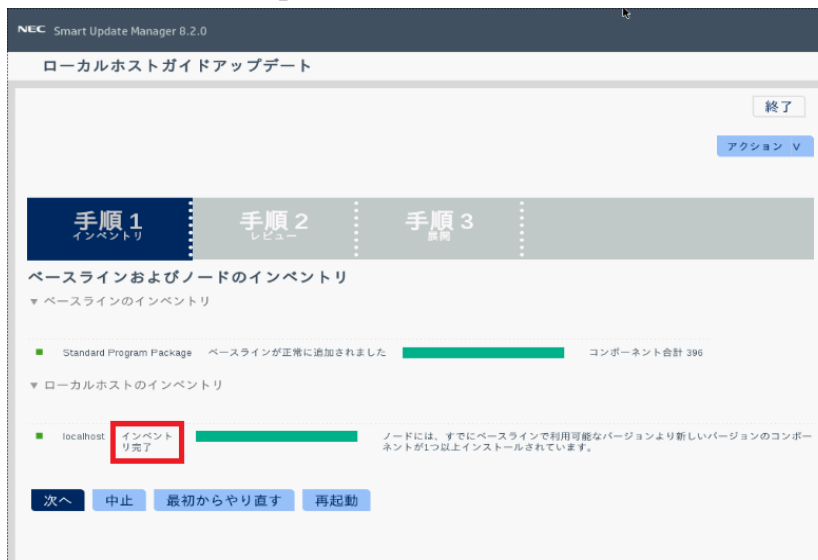 NEC Smart Update Manager 8.2.0
ローカルホストガイドアップデート
終了
アクション ∨
手順1
インベントリ
手順2
レビュー
手順3
展開
ベースラインおよびノードのインベントリ
▼ ベースラインのインベントリ
Standard Program Package ベースラインが正常に追加されました コンポーネント合計 396
▼ ローカルホストのインベントリ
localhost
インベント
リ完了
ノードには、すでにベースラインで利用可能なバージョンより新しいバージョンのコンポー
ネントが1つ以上インストールされています。
次へ 中止 最初からやり直す 再起動